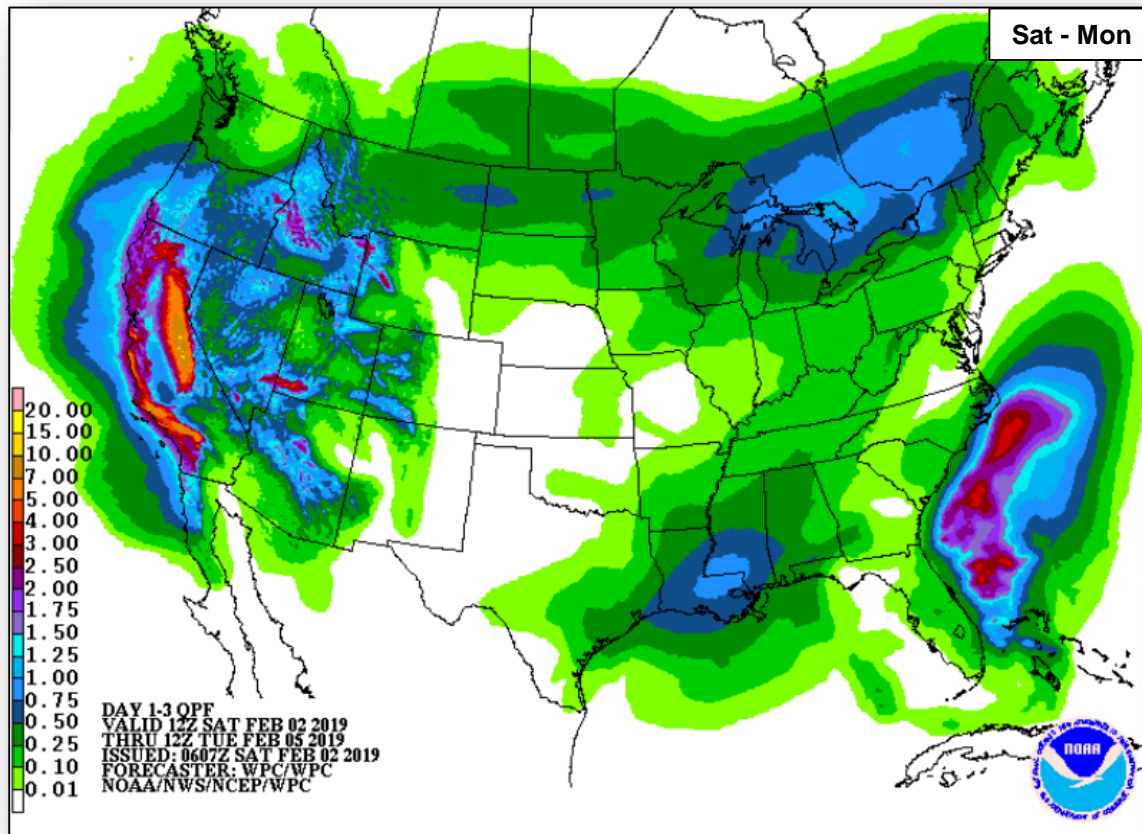 Sat - Mon
20.00
15.00
10.00
7.00
5.00
4.00
3.00
2.50
2.00
1.75
1.50
1.25
1.00
0.75
0.50
0.25
0.10
0.01
DAY 1-3 QPF
VALID 12Z SAT FEB 02 2019
THRU 12Z TUE FEB 05 2019
ISSUED: 0607Z SAT FEB 02 2019
FORECASTER: WPC/WPC
NOAA/NWS/NCEP/WPC
NOAA